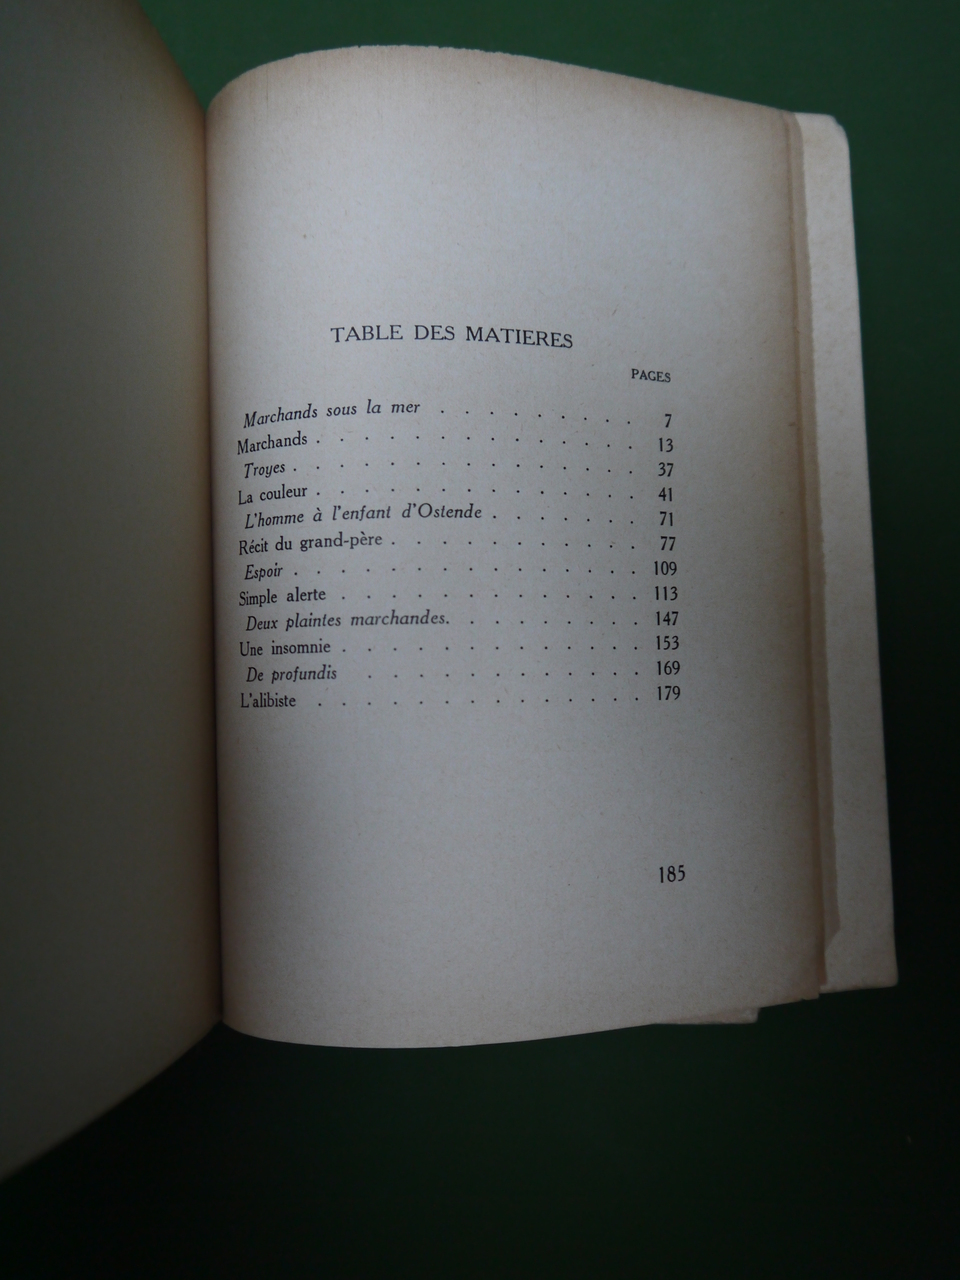 TABLE DES MATIERES
PAGES
Marchands sous la mer . . . . . . . . . 7
Marchands . . . . . . . . . . . . . 13
Troyes . . . . . . . . . . . . . . 37
La couleur . . . . . . . . . . . . . 41
L'homme à l'enfant d'Ostende . . . . . . . 71
Récit du grand-père . . . . . . . . . . 77
Espoir . . . . . . . . . . . . . . 109
Simple alerte . . . . . . . . . . . . 113
Deux plaintes marchandes. . . . . . . . . 147
Une insomnie . . . . . . . . . . . . 153
De profundis . . . . . . . . . . . 169
L'alibiste . . . . . . . . . . . . . 179
185